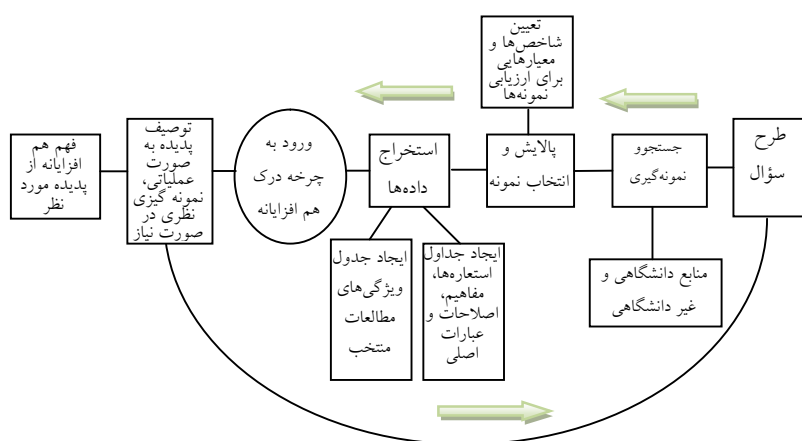 طرح
سؤال
جستجوو
نمونه‌گیری
منابع دانشگاهی و
غیر دانشگاهی
تعیین
شاخص‌ها و
معیارهایی
برای ارزیابی
نمونه‌ها
پالایش و
انتخاب نمونه
استخراج
داده‌ها
ایجاد جداول
استعاره‌ها،
مفاهیم،
اصلاحات و
عبارات
اصلی
ایجاد جدول
ویژگی‌های
مطالعات
منتخب
ورود به
چرخه درک
هم افزایانه
توصیف
پدیده به
صورت
عملیاتی،
نمونه گیزی
نظری در
صورت نیاز
فهم هم
افزایانه از
پدیده مورد
نظر